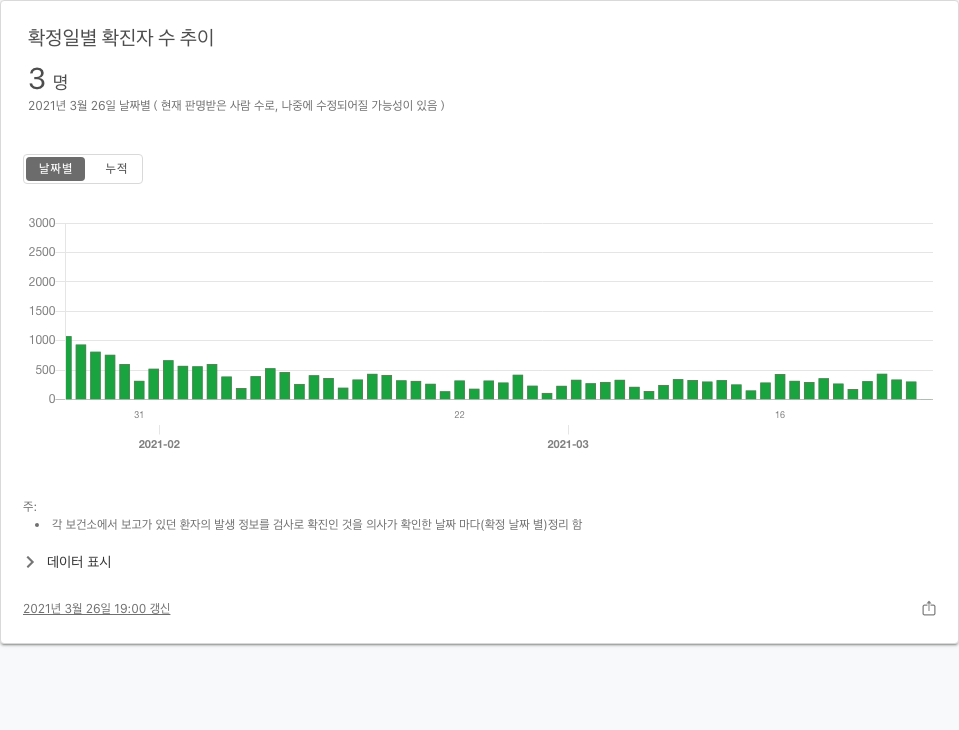 확정일별 확진자 수 추이
3 명
2021년 3월 26일 날짜별 ( 현재 판명받은 사람 수로, 나중에 수정되어질 가능성이 있음 )
날짜별 누적
3000
2500
2000
1500
1000
500
0
31 22 16
2021-02 2021-03
주:
• 각 보건소에서 보고가 있던 환자의 발생 정보를 검사로 확진인 것을 의사가 확인한 날짜 마다(확정 날짜 별)정리 함
데이터 표시
2021년 3월 26일 19:00 갱신